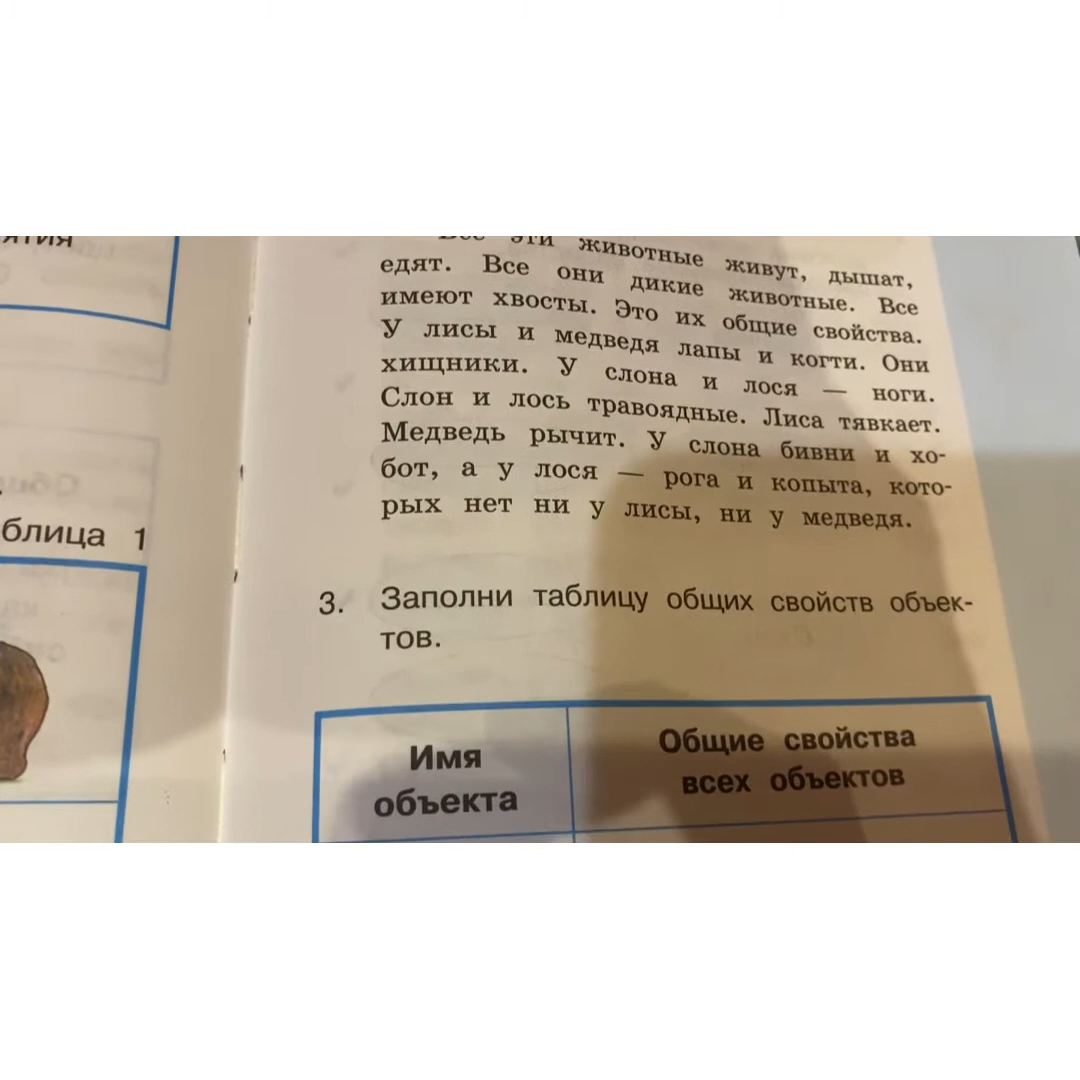 Все эти животные живут, дышат,
едят. Все они дикие животные. Все
имеют хвосты. Это их общие свойства.
У лисы и медведя лапы и когти. Они
хищники. У слона и лося — ноги.
Слон и лось травоядные. Лиса тявкает.
Медведь рычит. У слона бивни и хо-
бот, а у лося — рога и копыта, кото-
рых нет ни у лисы, ни у медведя.
блица 1
3. Заполни таблицу общих свойств объек-
тов.
Имя
объекта
Общие свойства
всех объектов